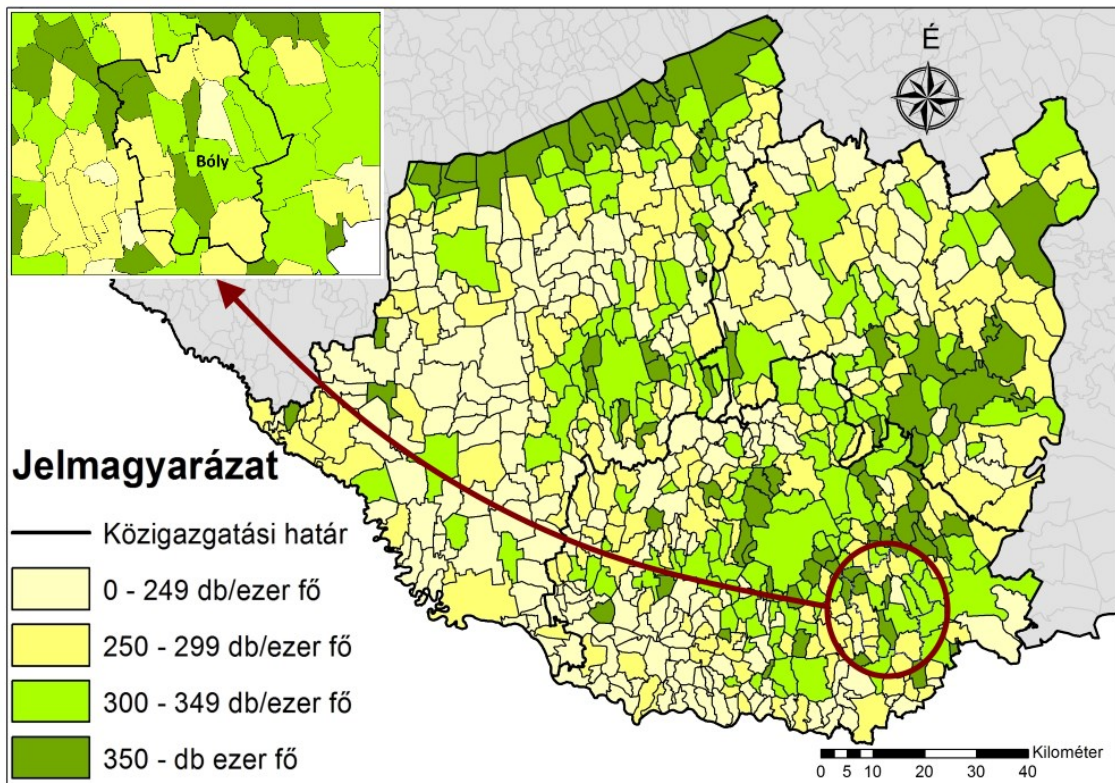 Bóly
É
Jelmagyarázat
Közigazgatási határ
0 - 249 db/ezer fő
250 - 299 db/ezer fő
300 - 349 db/ezer fő
350 - db ezer fő
Kilométer
0 5 10 20 30 40